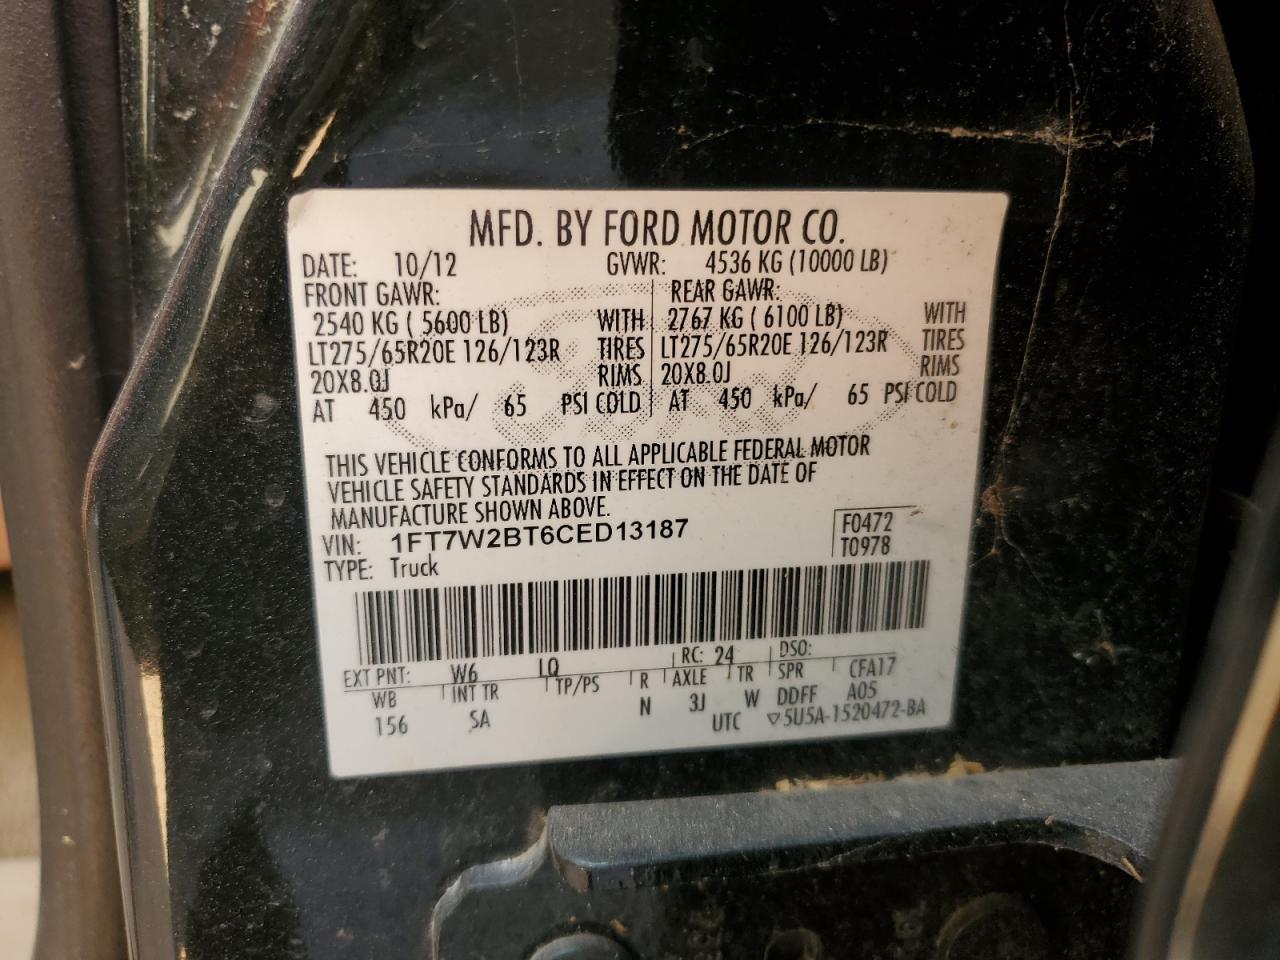 MFD. BY FORD MOTOR CO.
DATE: 10/12 GVWR: 4536 KG (10000 LB)
FRONT GAWR: REAR GAWR:
2540 KG ( 5600 LB) WITH 2767 KG ( 6100 LB) WITH
LT275/65R20E 126/123R TIRES LT275/65R20E 126/123R TIRES
20X8.0J RIMS 20X8.0J RIMS
AT 450 kPa/ 65 PSI COLD AT 450 kPa/ 65 PSI COLD
THIS VEHICLE CONFORMS TO ALL APPLICABLE FEDERAL MOTOR
VEHICLE SAFETY STANDARDS IN EFFECT ON THE DATE OF
MANUFACTURE SHOWN ABOVE.
VIN: 1FT7W2BT6CED13187 F0472
TYPE: Truck T0978
EXT PNT: W6 LQ RC: 24 DSO:
WB INT TR TP/PS R AXLE TR SPR CFA17
156 SA N 3J W DDFF A05
UTC ▽5U5A-1520472-BA